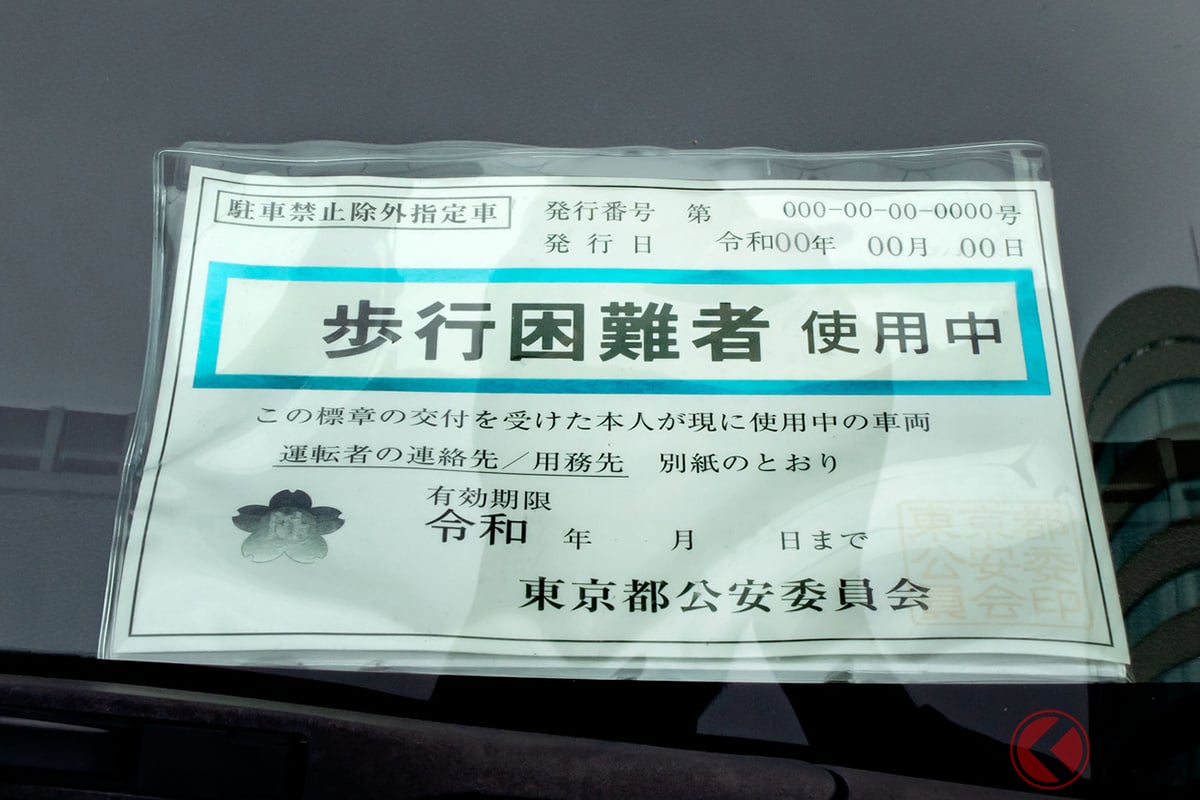 駐車禁止除外指定車
発行番号 第 000-00-00-0000号
発行日 令和00年 00月 00日
歩行困難者 使用中
この標章の交付を受けた本人が現に使用中の車両
運転者の連絡先／用務先 別紙のとおり
有効期限
令和 年 月 日まで
東京都公安委員会
東京都
公安委
員会印